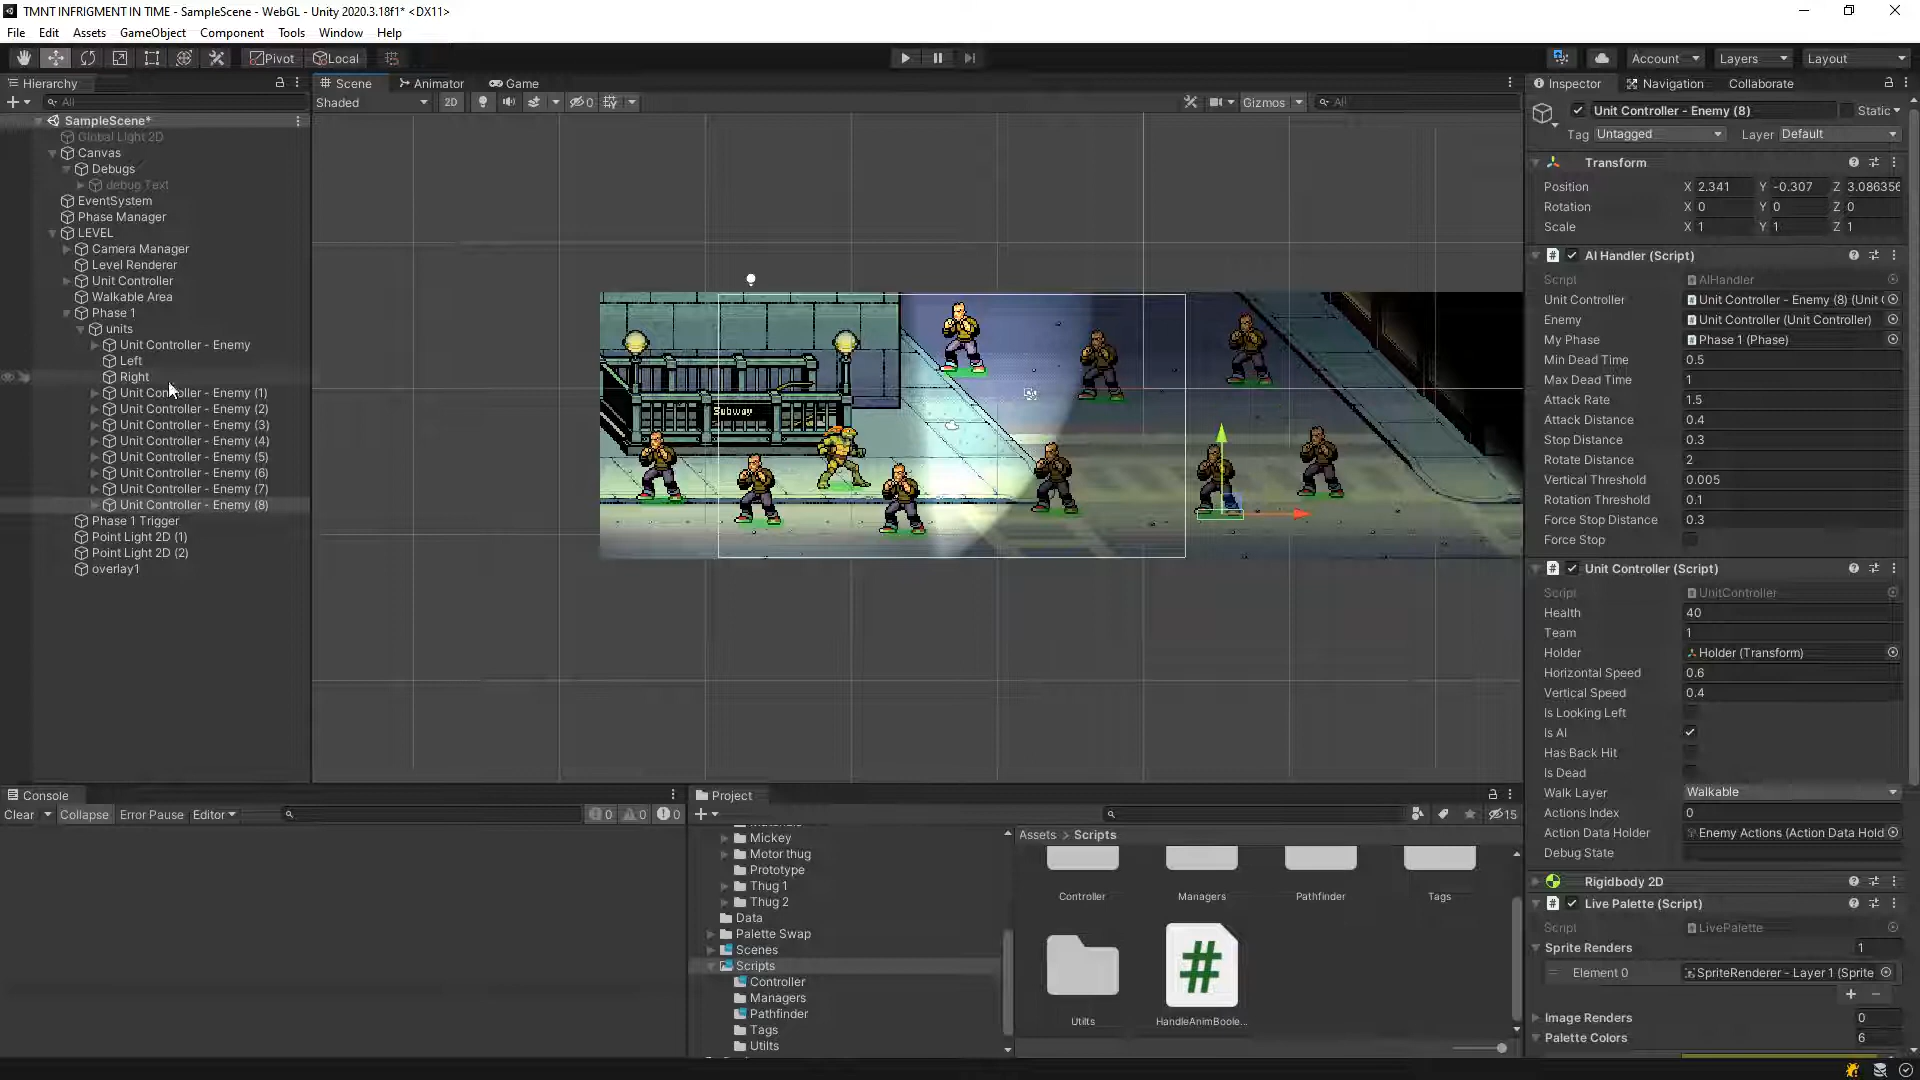 TMNT INFRIGMENT IN TIME - SampleScene - WebGL - Unity 2020.3.18f1* <DX11>
File Edit Assets GameObject Component Tools Window Help
Pivot Local Account Layers Layout
Hierarchy Scene Animator Game Inspector Navigation Collaborate
All Shaded 2D 0 Gizmos All
SampleScene*
Global Light 2D
Canvas
Debugs
debug Text
EventSystem
Phase Manager
LEVEL
Camera Manager
Level Renderer
Unit Controller
Walkable Area
Phase 1
units
Unit Controller - Enemy
Left
Right
Unit Controller - Enemy (1)
Unit Controller - Enemy (2)
Unit Controller - Enemy (3)
Unit Controller - Enemy (4)
Unit Controller - Enemy (5)
Unit Controller - Enemy (6)
Unit Controller - Enemy (7)
Unit Controller - Enemy (8)
Phase 1 Trigger
Point Light 2D (1)
Point Light 2D (2)
overlay1
Subway
Unit Controller - Enemy (8) Static
Tag Untagged Layer Default
Transform
Position X 2.341 Y -0.307 Z 3.086356
Rotation X 0 Y 0 Z 0
Scale X 1 Y 1 Z 1
# AI Handler (Script)
Script AIHandler
Unit Controller Unit Controller - Enemy (8) (Unit
Enemy Unit Controller (Unit Controller)
My Phase Phase 1 (Phase)
Min Dead Time 0.5
Max Dead Time 1
Attack Rate 1.5
Attack Distance 0.4
Stop Distance 0.3
Rotate Distance 2
Vertical Threshold 0.005
Rotation Threshold 0.1
Force Stop Distance 0.3
Force Stop
# Unit Controller (Script)
Script UnitController
Health 40
Team 1
Holder Holder (Transform)
Horizontal Speed 0.6
Vertical Speed 0.4
Is Looking Left
Is AI
Has Back Hit
Is Dead
Walk Layer Walkable
Actions Index 0
Action Data Holder Enemy Actions (Action Data Hold
Debug State
Rigidbody 2D
# Live Palette (Script)
Script LivePalette
Sprite Renders 1
Element 0 SpriteRenderer - Layer 1 (Sprite
+ −
Image Renders 0
Palette Colors 6
Console
Clear Collapse Error Pause Editor 0 0 0
Project
15
Mickey
Motor thug
Prototype
Thug 1
Thug 2
Data
Palette Swap
Scenes
Scripts
Controller
Managers
Pathfinder
Tags
Utilts
Assets > Scripts
Controller Managers Pathfinder Tags
#
Utilts HandleAnimBoole...